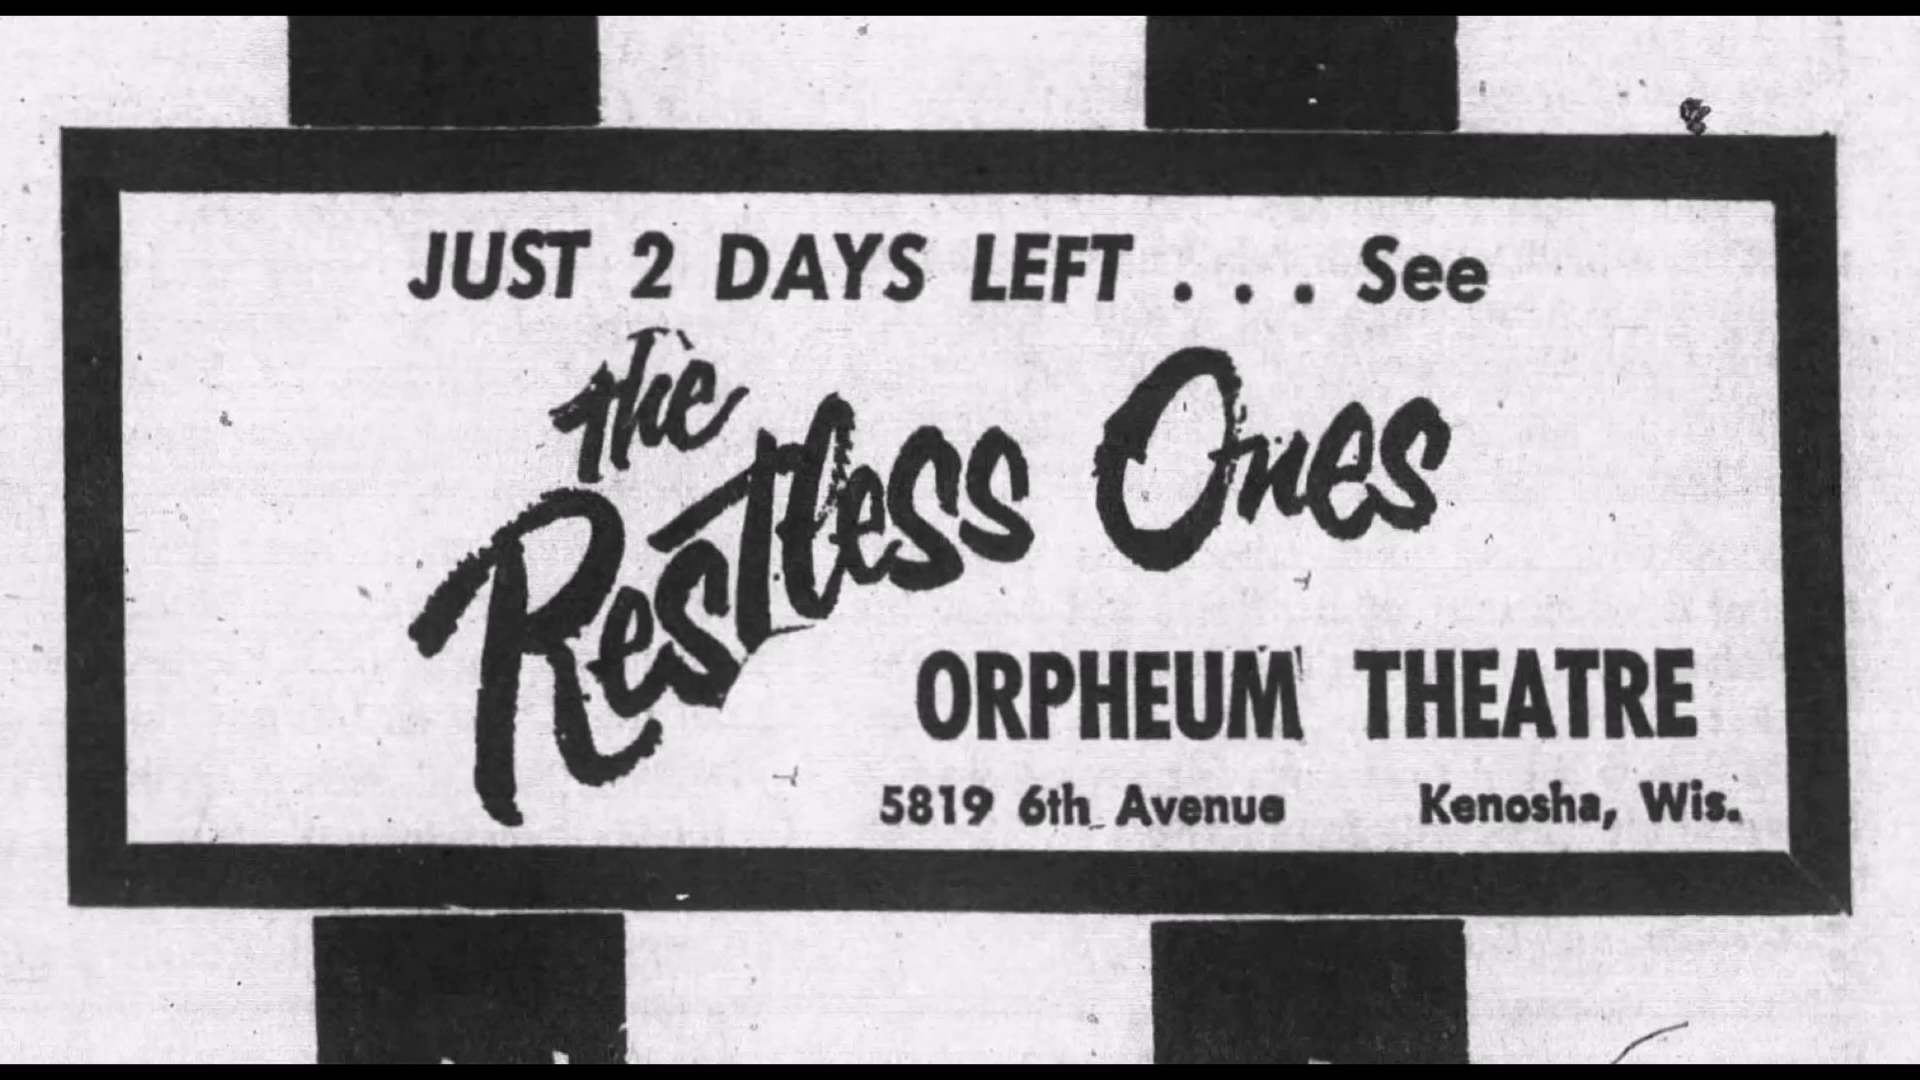 JUST 2 DAYS LEFT . . . See
the
Restless Ones
ORPHEUM THEATRE
5819 6th Avenue Kenosha, Wis.